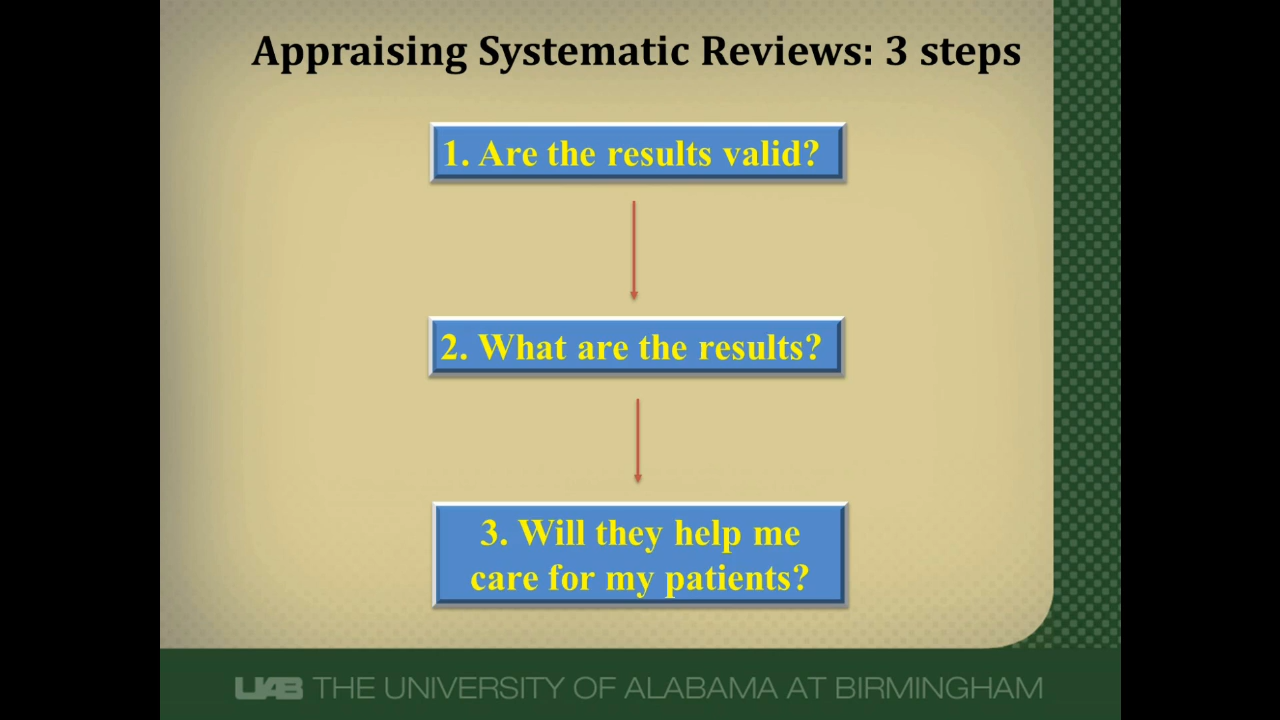 Appraising Systematic Reviews: 3 steps
1. Are the results valid?
2. What are the results?
3. Will they help me
care for my patients?
UAB THE UNIVERSITY OF ALABAMA AT BIRMINGHAM